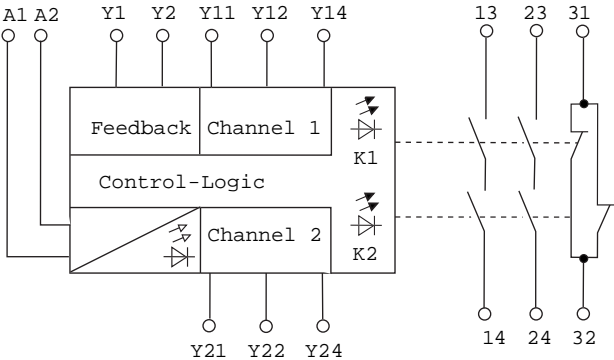 A1 A2 Y1 Y2 Y11 Y12 Y14 13 23 31
Feedback Channel 1
K1
Control-Logic
Channel 2
K2
14 24 32
Y21 Y22 Y24